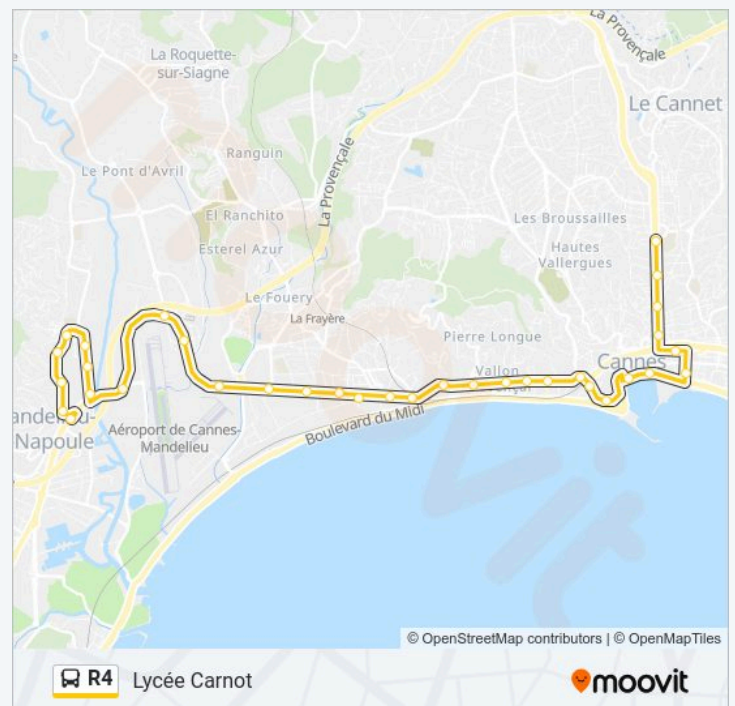 La Provençale
La Roquette-
sur-Siagne
Le Cannet
Ranguin
Le Pont d'Avril
La Provençale
El Ranchito
Les Broussailles
Esterel Azur
Hautes
Vallergues
Le Fouery
La Frayère
Pierre Longue
Cannes
Vallon
andelieu-
Napoule
Aéroport de Cannes-
Mandelieu
Boulevard du Midi
© OpenStreetMap contributors | © OpenMapTiles
R4 Lycée Carnot
moovit